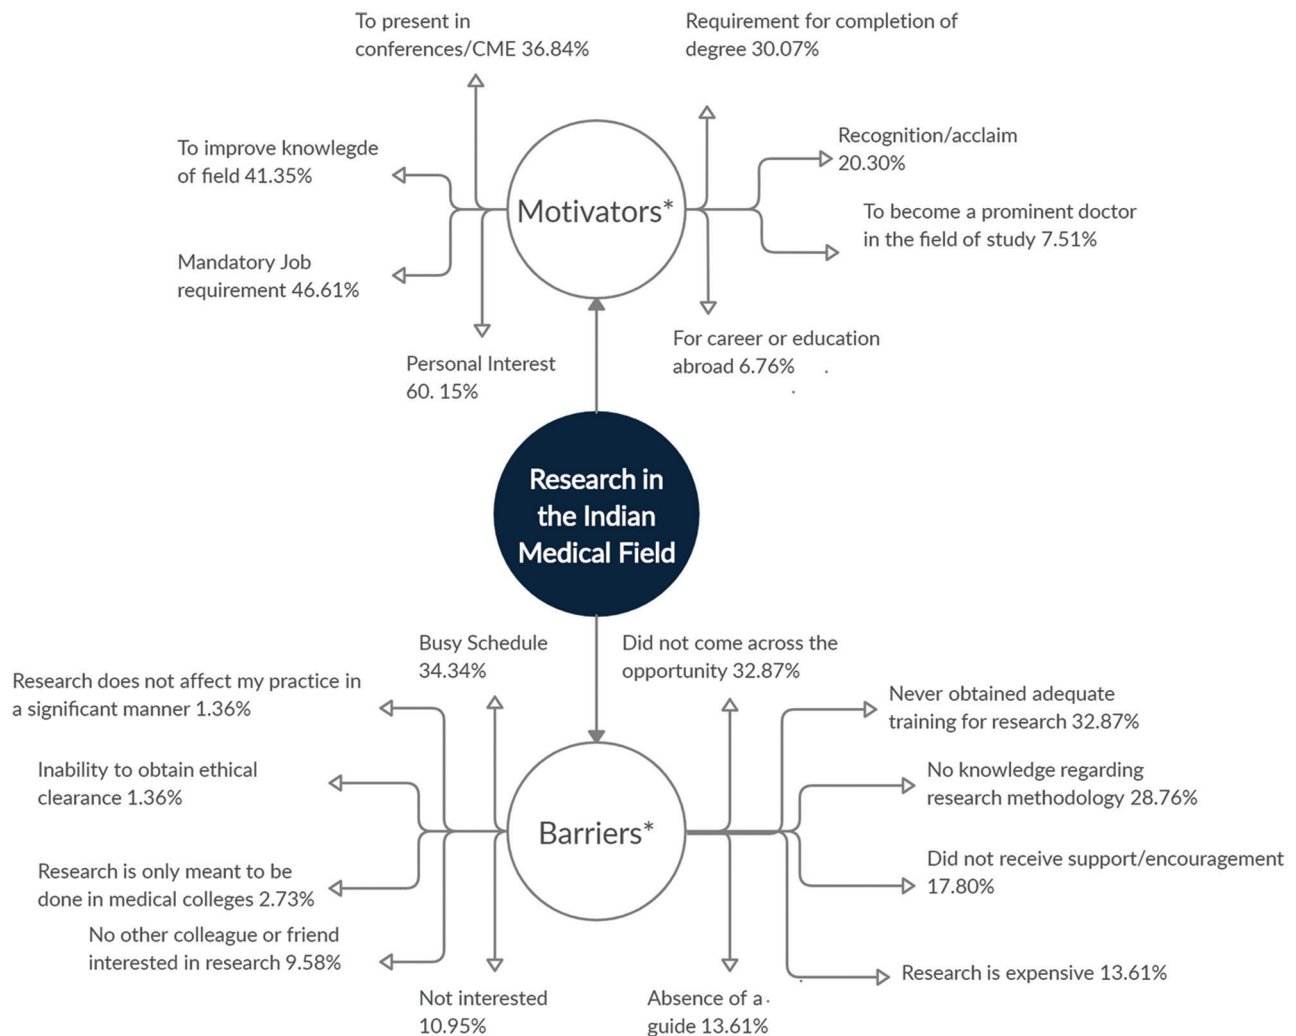 To present in
conferences/CME 36.84%
Requirement for completion of
degree 30.07%
To improve knowlegde
of field 41.35%
Recognition/acclaim
20.30%
Motivators*
To become a prominent doctor
in the field of study 7.51%
Mandatory Job
requirement 46.61%
Personal Interest
60. 15%
For career or education
abroad 6.76%
Research in
the Indian
Medical Field
Busy Schedule
34.34%
Did not come across the
opportunity 32.87%
Research does not affect my practice in
a significant manner 1.36%
Never obtained adequate
training for research 32.87%
Inability to obtain ethical
clearance 1.36%
No knowledge regarding
research methodology 28.76%
Barriers*
Research is only meant to be
done in medical colleges 2.73%
Did not receive support/encouragement
17.80%
No other colleague or friend
interested in research 9.58%
Research is expensive 13.61%
Not interested
10.95%
Absence of a
guide 13.61%